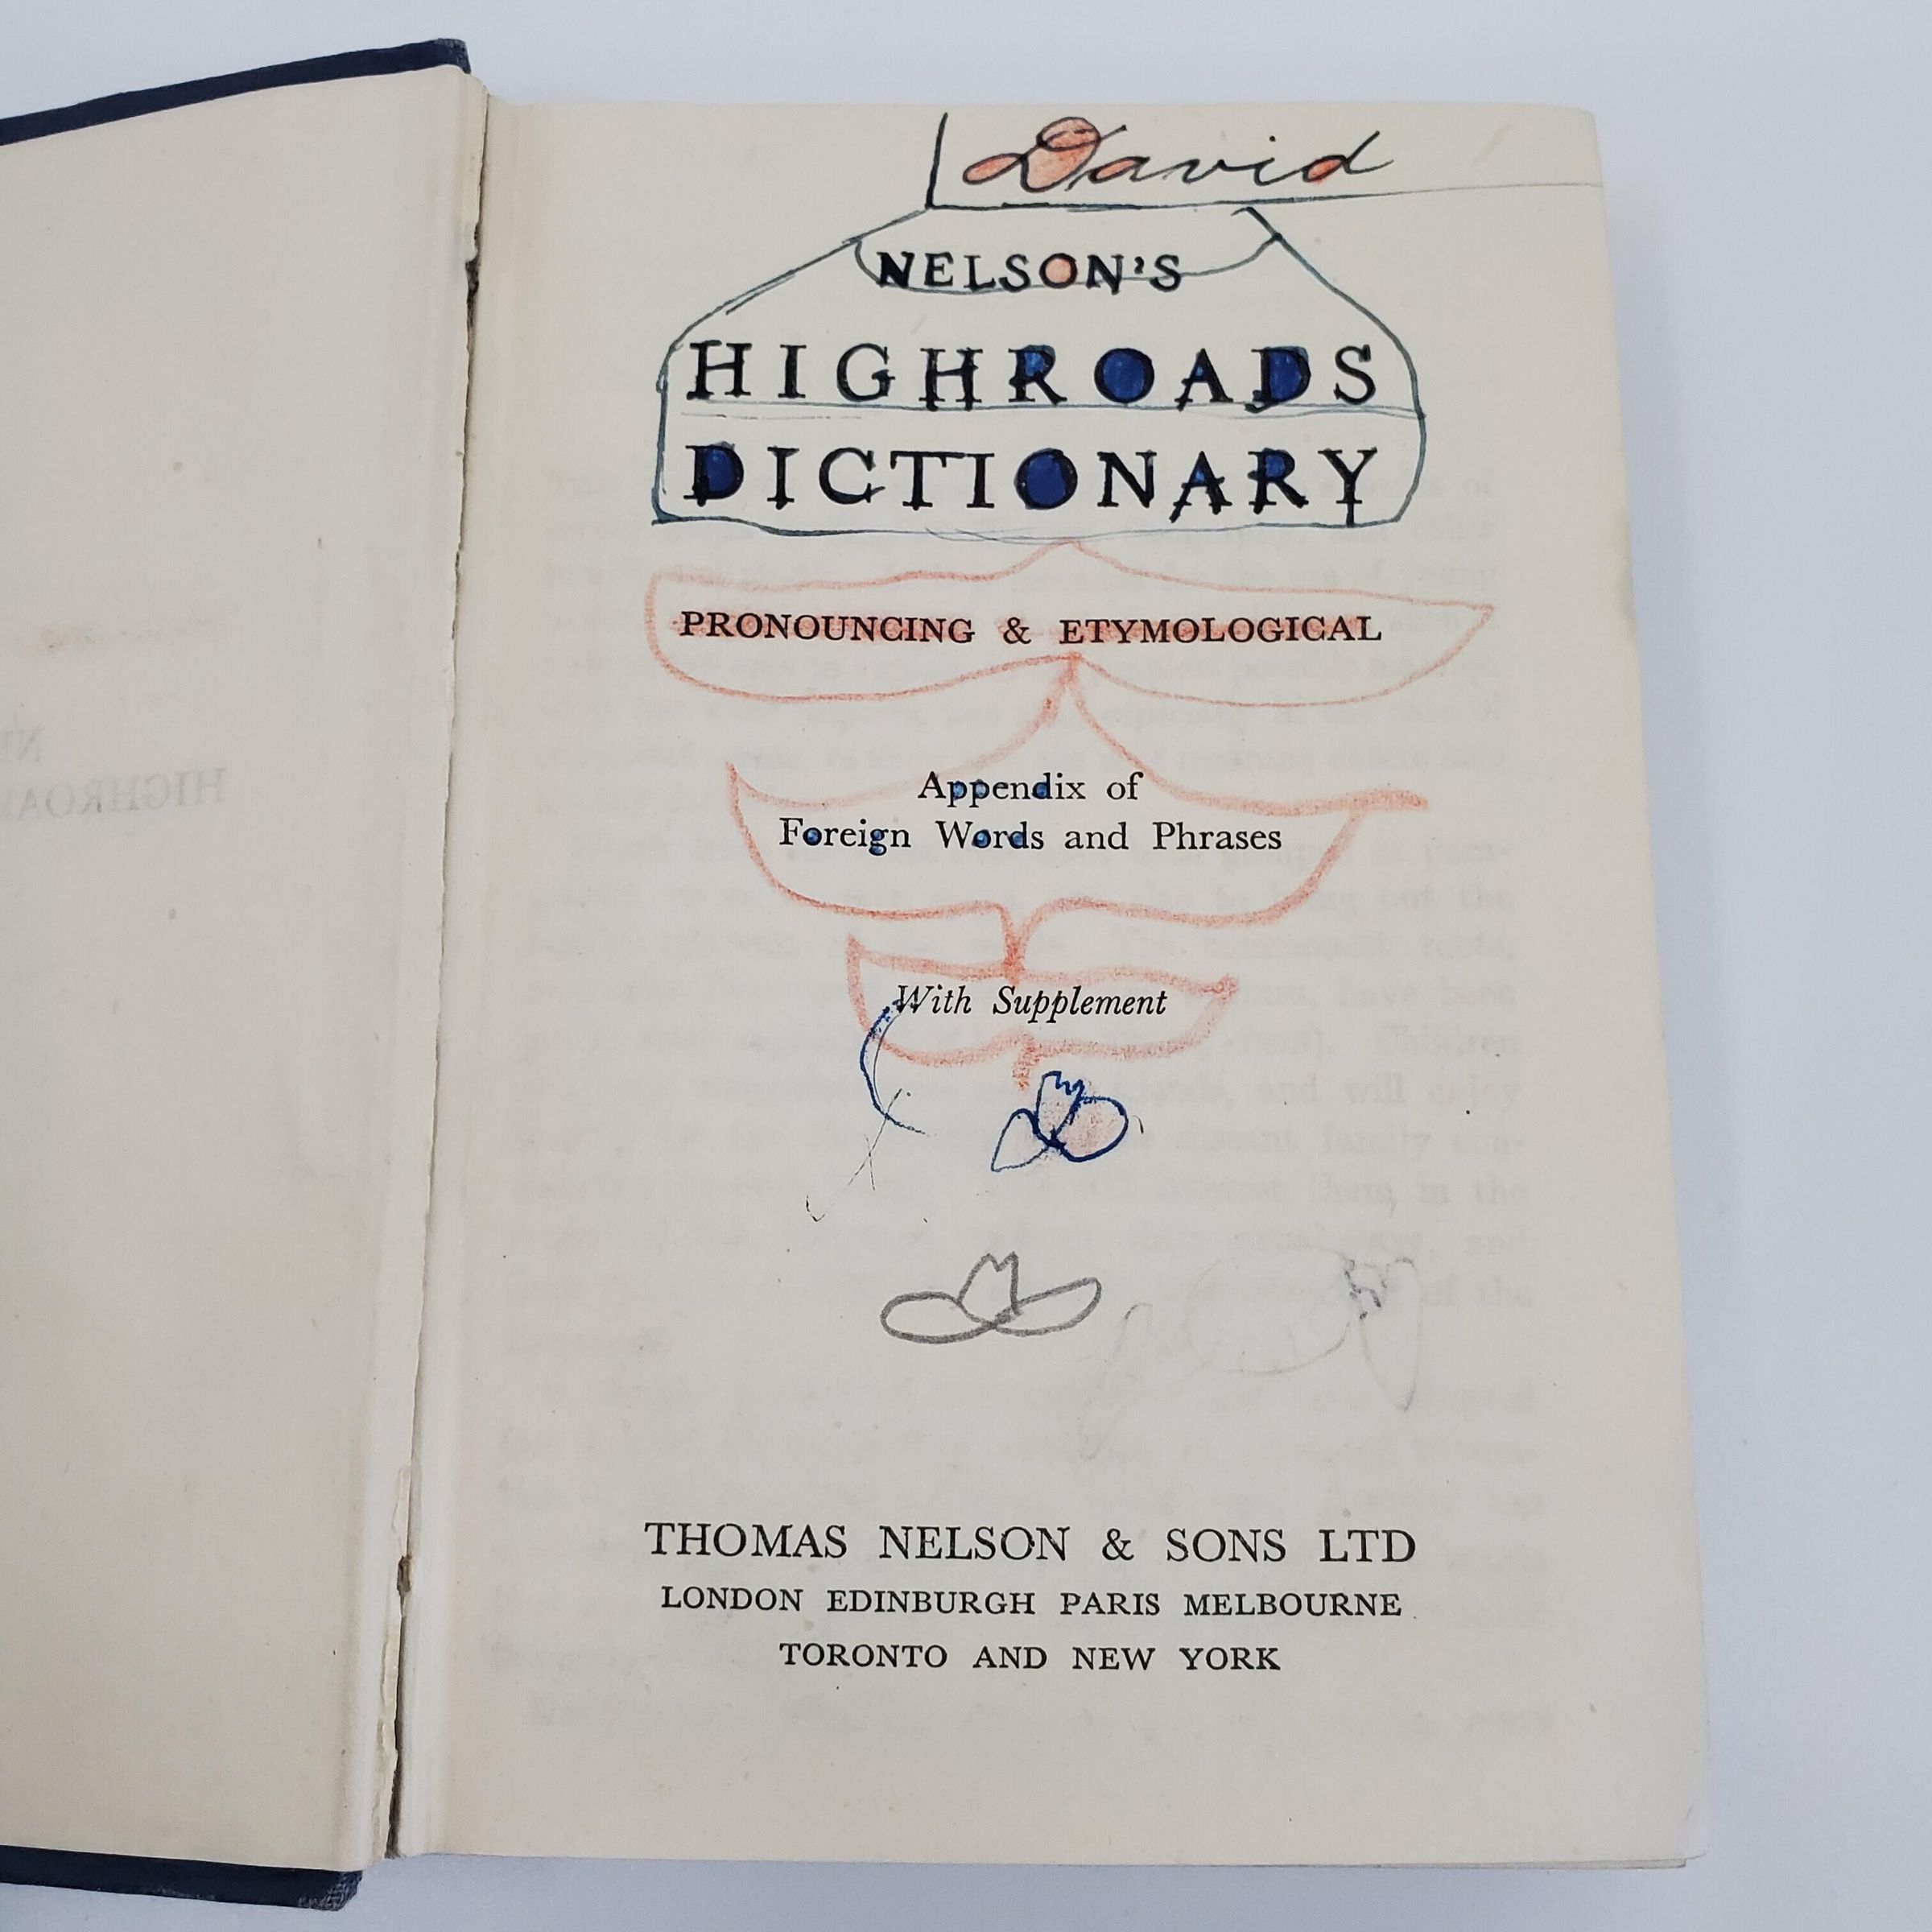 David
NELSON'S
HIGHROADS
DICTIONARY
PRONOUNCING & ETYMOLOGICAL
Appendix of
Foreign Words and Phrases
With Supplement
THOMAS NELSON & SONS LTD
LONDON EDINBURGH PARIS MELBOURNE
TORONTO AND NEW YORK